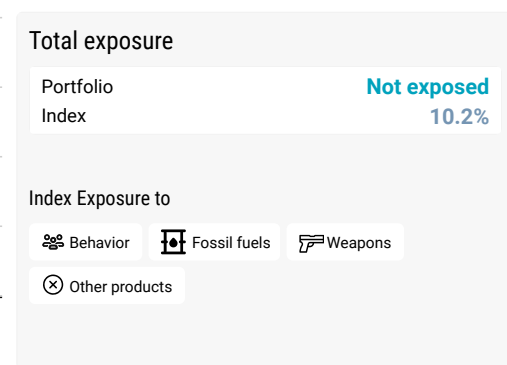 Total exposure
Portfolio Not exposed
Index 10.2%
Index Exposure to
Behavior Fossil fuels Weapons
Other products